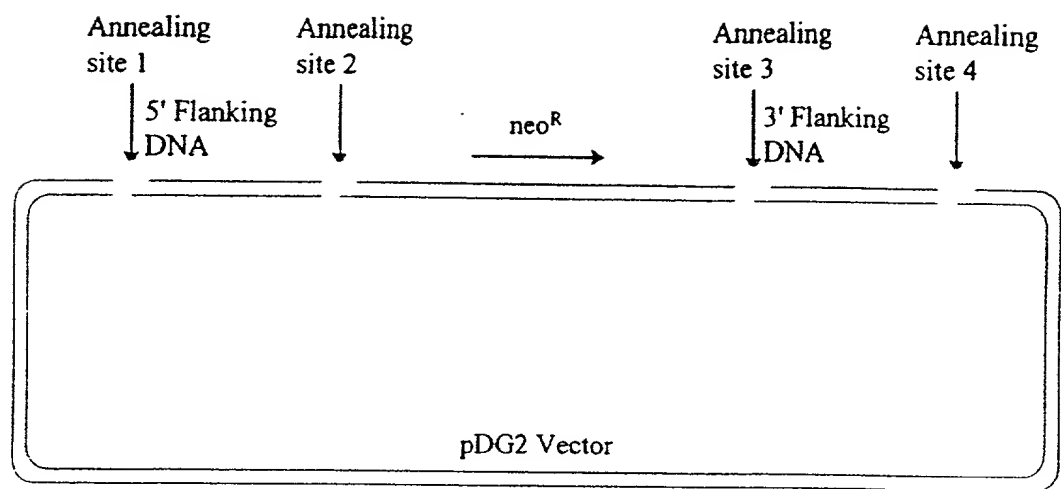 Annealing
site 1
Annealing
site 2
Annealing
site 3
Annealing
site 4
5' Flanking
DNA
neoR
3' Flanking
DNA
pDG2 Vector